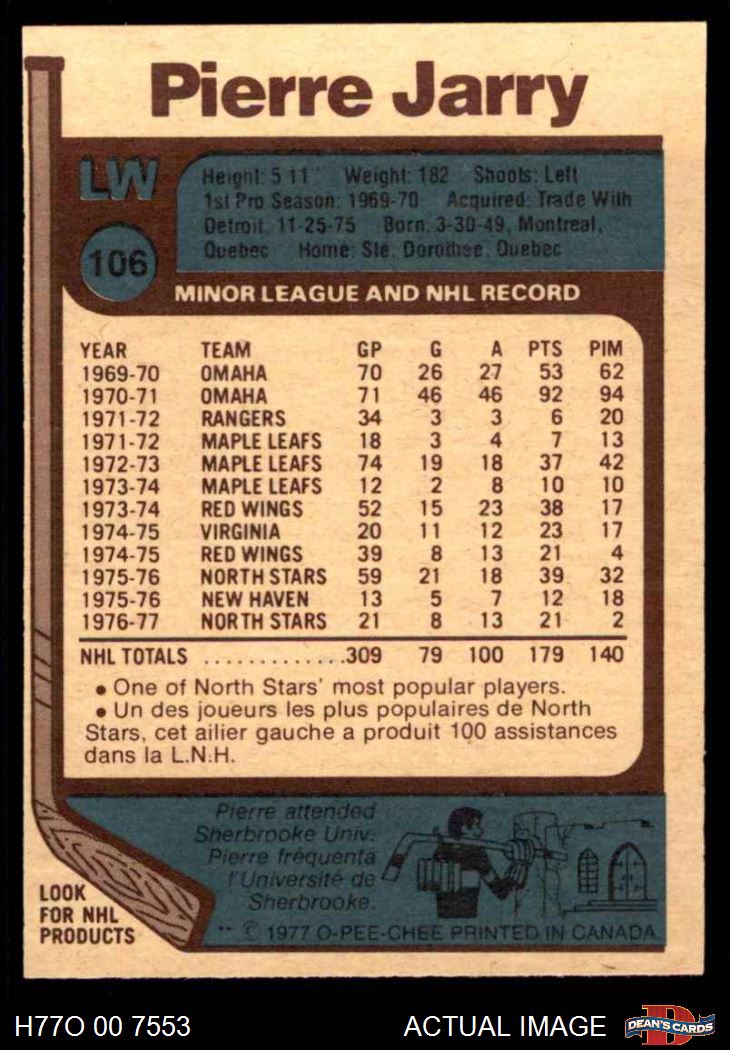 Pierre Jarry
LW
Height: 5 11" Weight: 182 Shoots: Left
1st Pro Season: 1969-70 Acquired: Trade With
Detroit, 11-25-75 Born: 3-30-49, Montreal,
Quebec Home: Ste. Dorothee, Quebec
106
MINOR LEAGUE AND NHL RECORD
YEAR TEAM GP G A PTS PIM
1969-70 OMAHA 70 26 27 53 62
1970-71 OMAHA 71 46 46 92 94
1971-72 RANGERS 34 3 3 6 20
1971-72 MAPLE LEAFS 18 3 4 7 13
1972-73 MAPLE LEAFS 74 19 18 37 42
1973-74 MAPLE LEAFS 12 2 8 10 10
1973-74 RED WINGS 52 15 23 38 17
1974-75 VIRGINIA 20 11 12 23 17
1974-75 RED WINGS 39 8 13 21 4
1975-76 NORTH STARS 59 21 18 39 32
1975-76 NEW HAVEN 13 5 7 12 18
1976-77 NORTH STARS 21 8 13 21 2
NHL TOTALS .............309 79 100 179 140
• One of North Stars' most popular players.
• Un des joueurs les plus populaires de North
Stars, cet ailier gauche a produit 100 assistances
dans la L.N.H.
Pierre attended
Sherbrooke Univ.
Pierre fréquenta
l'Université de
Sherbrooke.
LOOK
FOR NHL
PRODUCTS
** © 1977 O-PEE-CHEE PRINTED IN CANADA
H77O 00 7553
ACTUAL IMAGE
D
DEAN'S CARDS